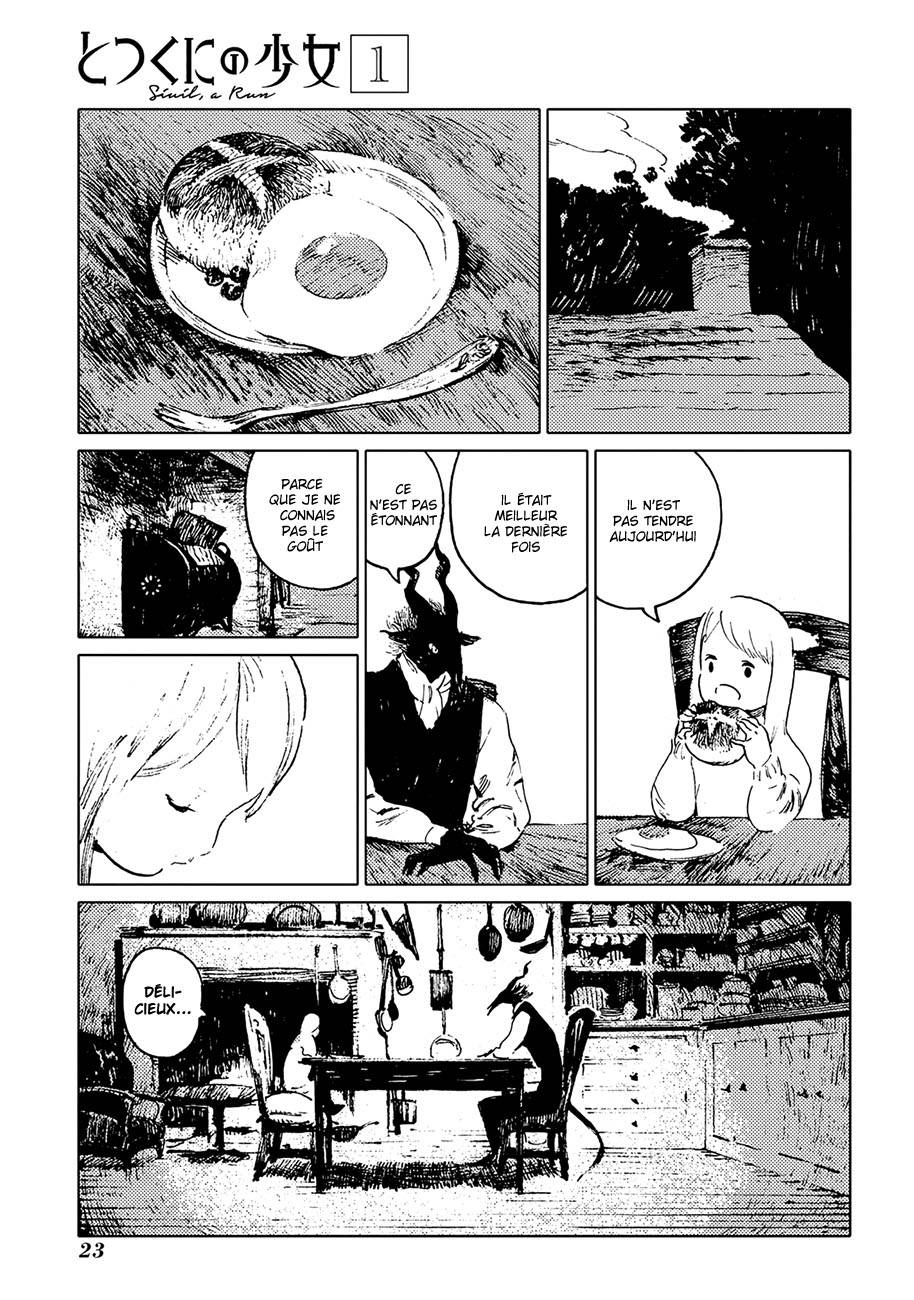 とつくにの少女 1
Siúil, a Run
IL N'EST
PAS TENDRE
AUJOURD'HUI
IL ÉTAIT
MEILLEUR
LA DERNIÈRE
FOIS
CE
N'EST PAS
ÉTONNANT
PARCE
QUE JE NE
CONNAIS
PAS LE
GOÛT
DÉLI-
CIEUX...
23